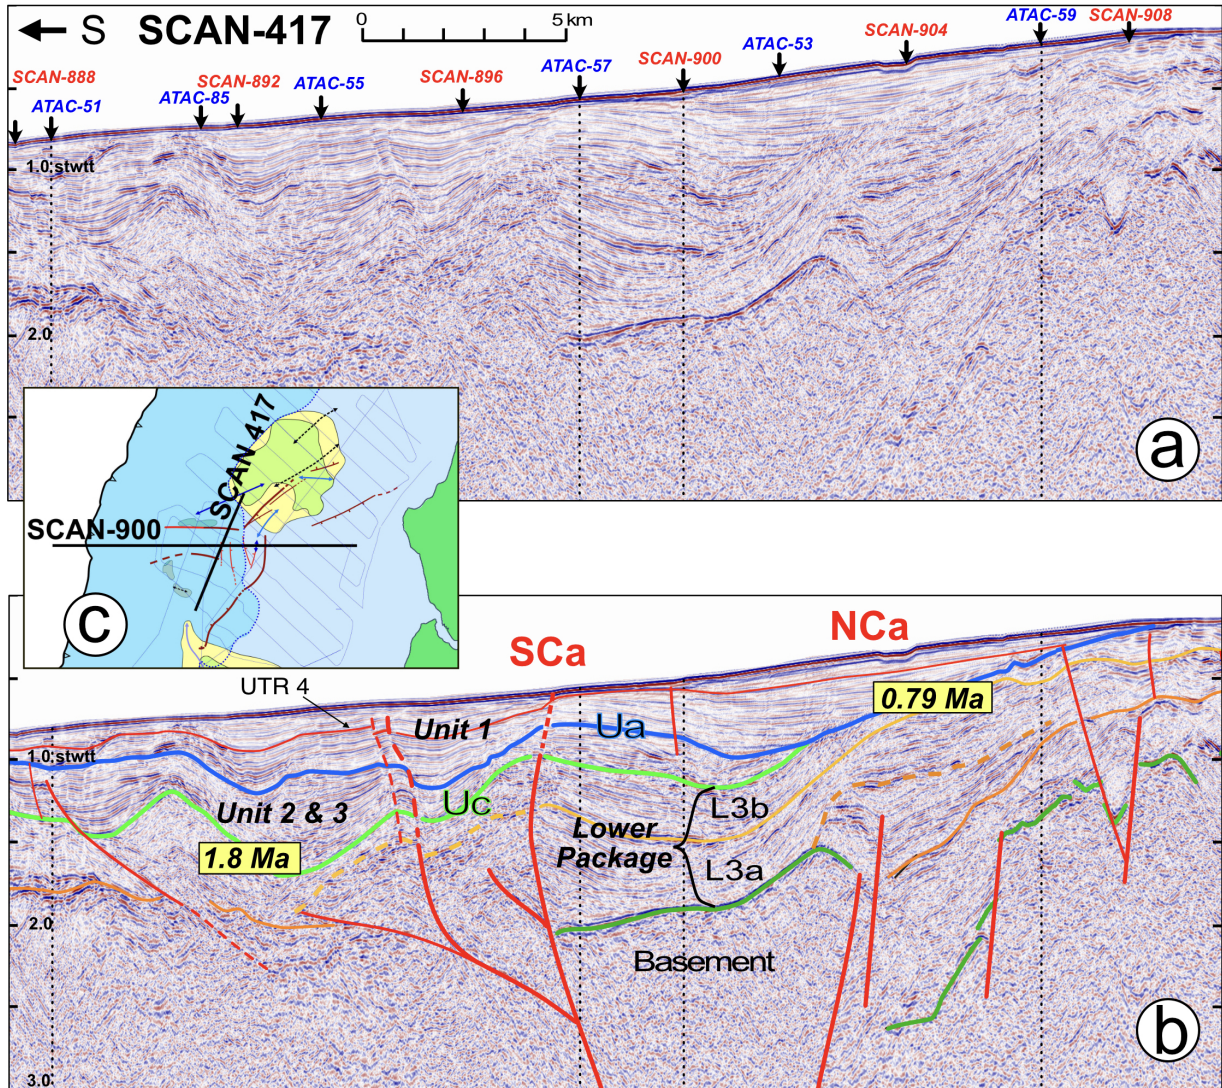 S SCAN-417
0 5 km
SCAN-888
ATAC-51
ATAC-85
SCAN-892
ATAC-55
SCAN-896
ATAC-57
SCAN-900
ATAC-53
SCAN-904
ATAC-59
SCAN-908
1.0 stwtt
2.0
a
SCAN 417
SCAN-900
c
SCa
NCa
UTR 4
Unit 1
Ua
0.79 Ma
1.0 stwtt
Unit 2 & 3
Uc
L3b
Lower
Package
L3a
1.8 Ma
2.0
Basement
b
3.0